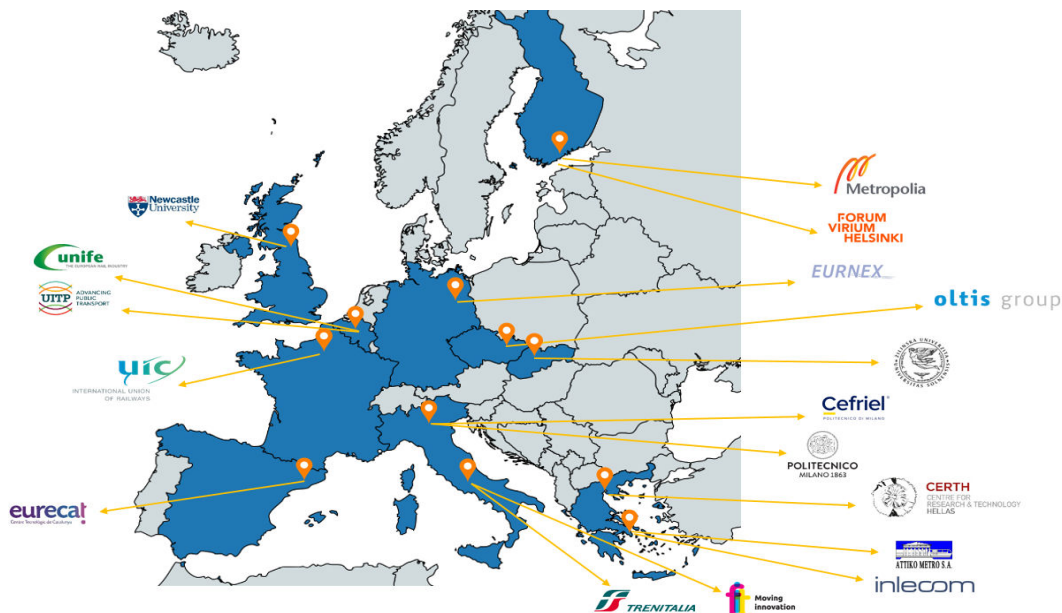 Newcastle
University
unife
THE EUROPEAN RAIL INDUSTRY
UITP
ADVANCING
PUBLIC
TRANSPORT
uic
INTERNATIONAL UNION
OF RAILWAYS
eurecat
Centre Tecnològic de Catalunya
Metropolia
FORUM
VIRIUM
HELSINKI
EURNEX
oltis group
Cefriel
POLITECNICO DI MILANO
POLITECNICO
MILANO 1863
CERTH
CENTRE FOR
RESEARCH & TECHNOLOGY
HELLAS
ATTIKO METRO S.A.
inlecom
TRENITALIA
fit
Moving
innovation